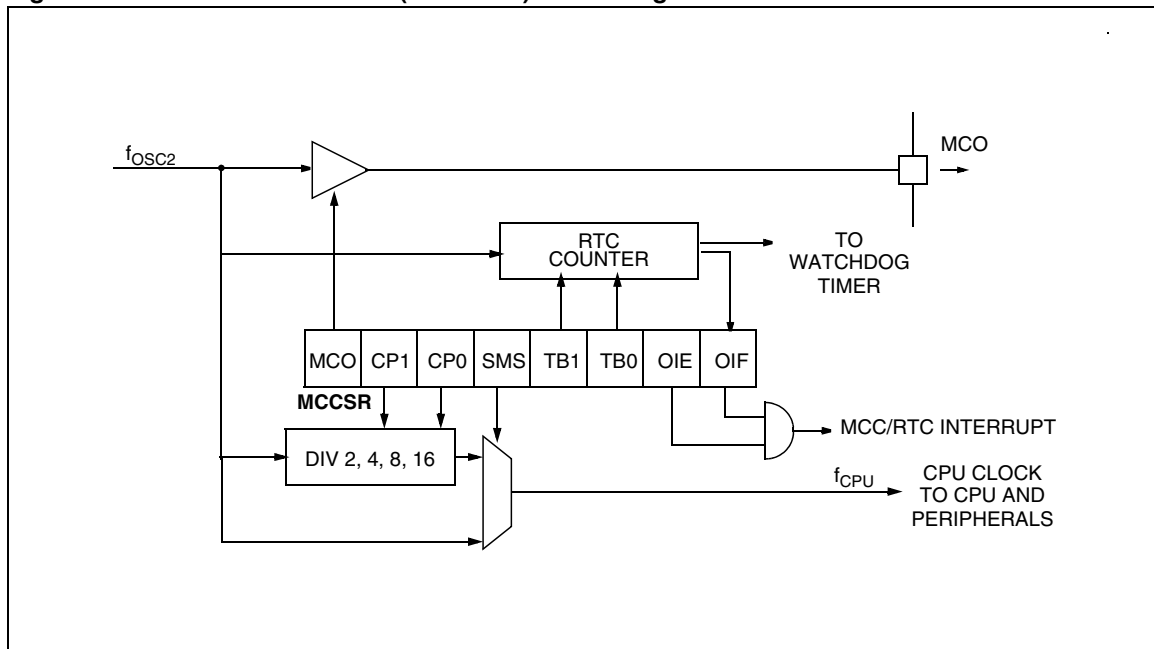 fOSC2
MCO
RTC
COUNTER
TO
WATCHDOG
TIMER
MCO CP1 CP0 SMS TB1 TB0 OIE OIF
MCCSR
MCC/RTC INTERRUPT
DIV 2, 4, 8, 16
fCPU
CPU CLOCK
TO CPU AND
PERIPHERALS